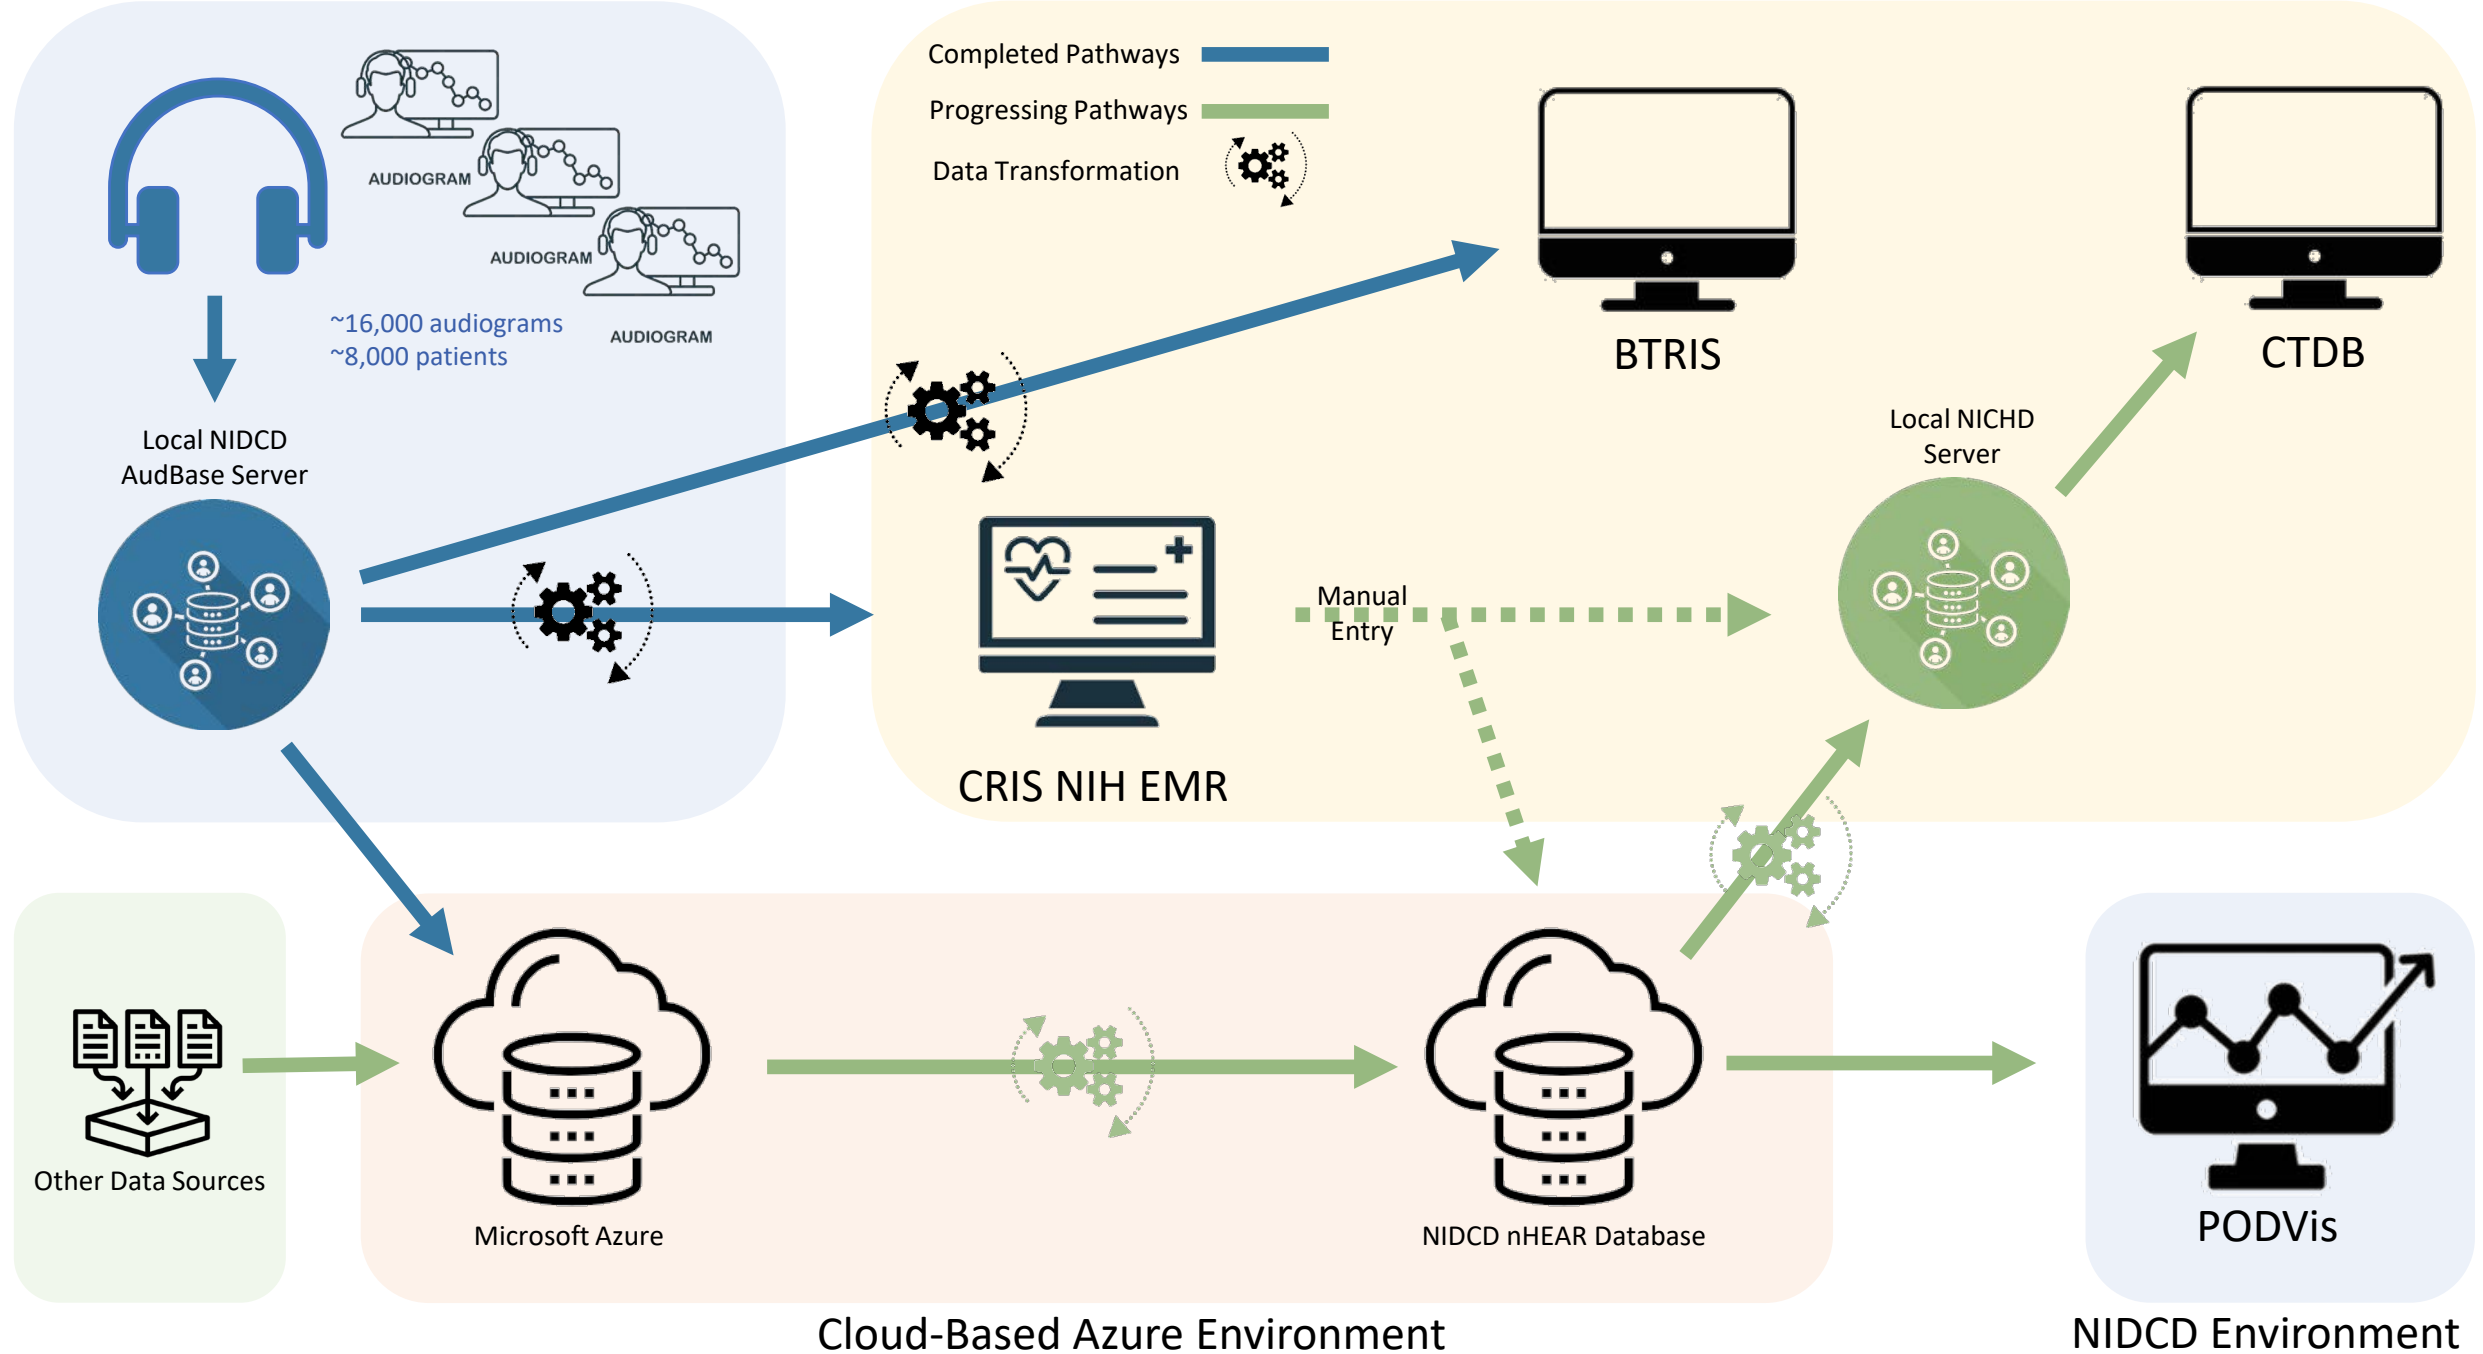 Completed Pathways
Progressing Pathways
Data Transformation
AUDIOGRAM
AUDIOGRAM
AUDIOGRAM
~16,000 audiograms
~8,000 patients
Local NIDCD
AudBase Server
BTRIS
CTDB
Local NICHD
Server
Manual
Entry
CRIS NIH EMR
Other Data Sources
Microsoft Azure
NIDCD nHEAR Database
PODVis
Cloud-Based Azure Environment
NIDCD Environment